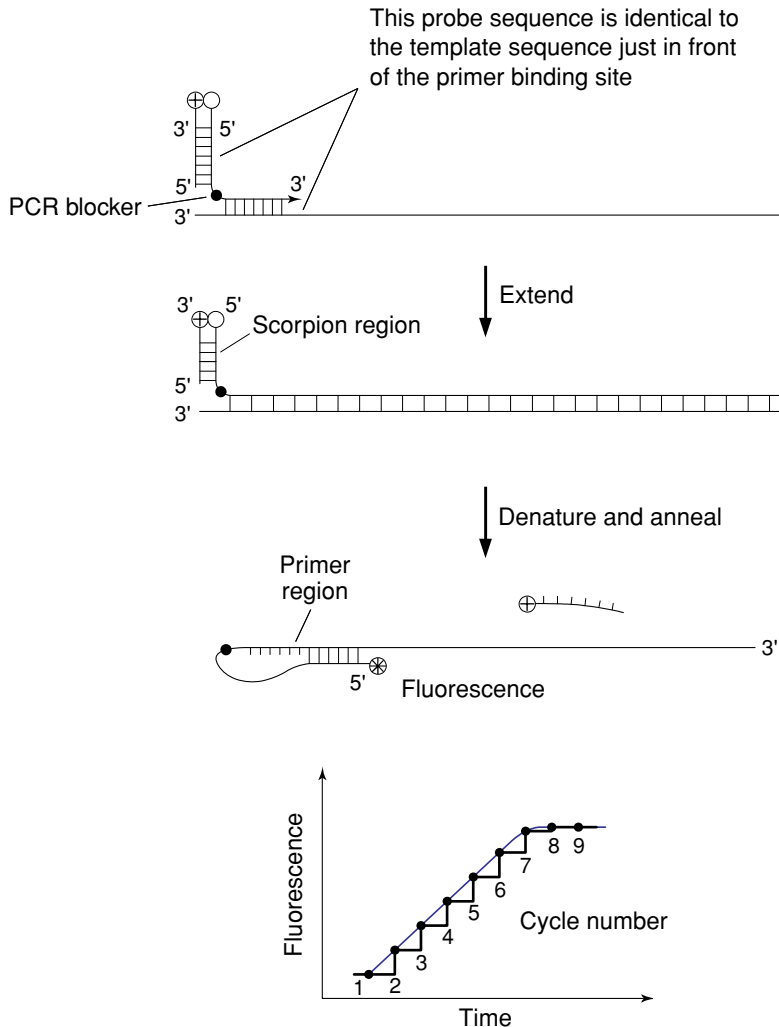 This probe sequence is identical to
the template sequence just in front
of the primer binding site
3' 5'
5' 3'
PCR blocker
3'
Extend
3' 5'
Scorpion region
5'
3'
Denature and anneal
Primer
region
3'
5' Fluorescence
Fluorescence
1 2 3 4 5 6 7 8 9
Cycle number
Time